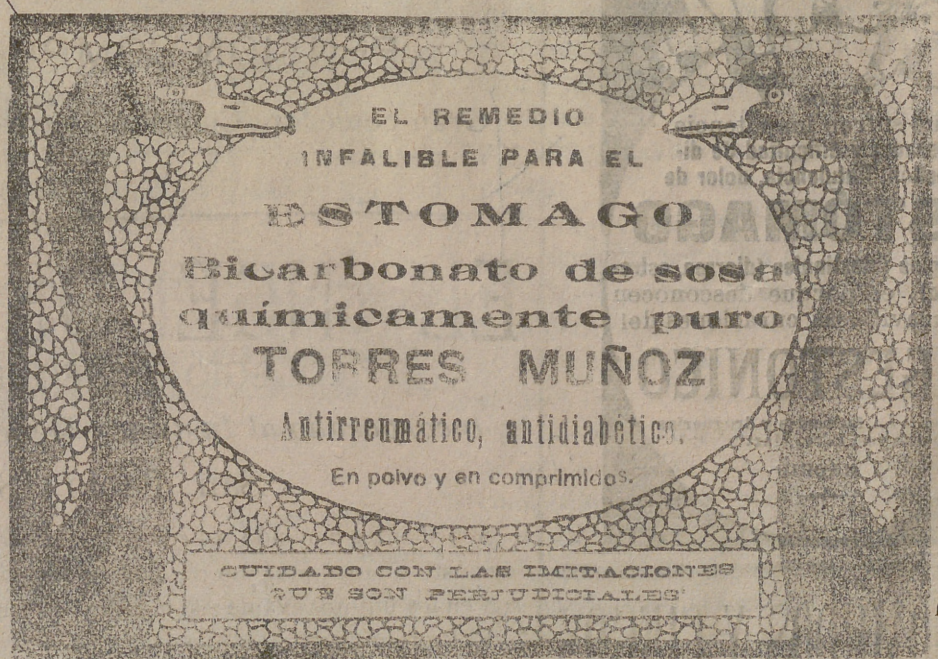 EL REMEDIO
INFALIBLE PARA EL
ESTOMAGO
Bicarbonato de sosa
químicamente puro
TORRES MUÑOZ
Antirreumático, antidiabético.
En polvo y en comprimidos.
CUIDADO CON LAS IMITACIONES
QUE SON PERJUDICIALES